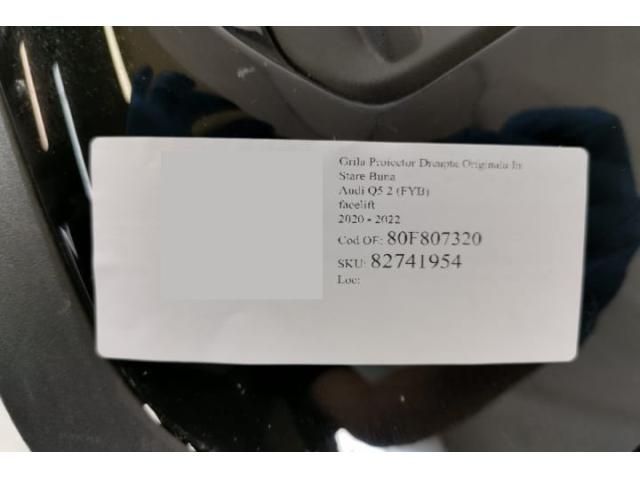 Grila Proiector Dreapta Originala In
Stare Buna
Audi Q5 2 (FYB)
facelift
2020 - 2022
Cod OE: 80F807320
SKU: 82741954
Loc: